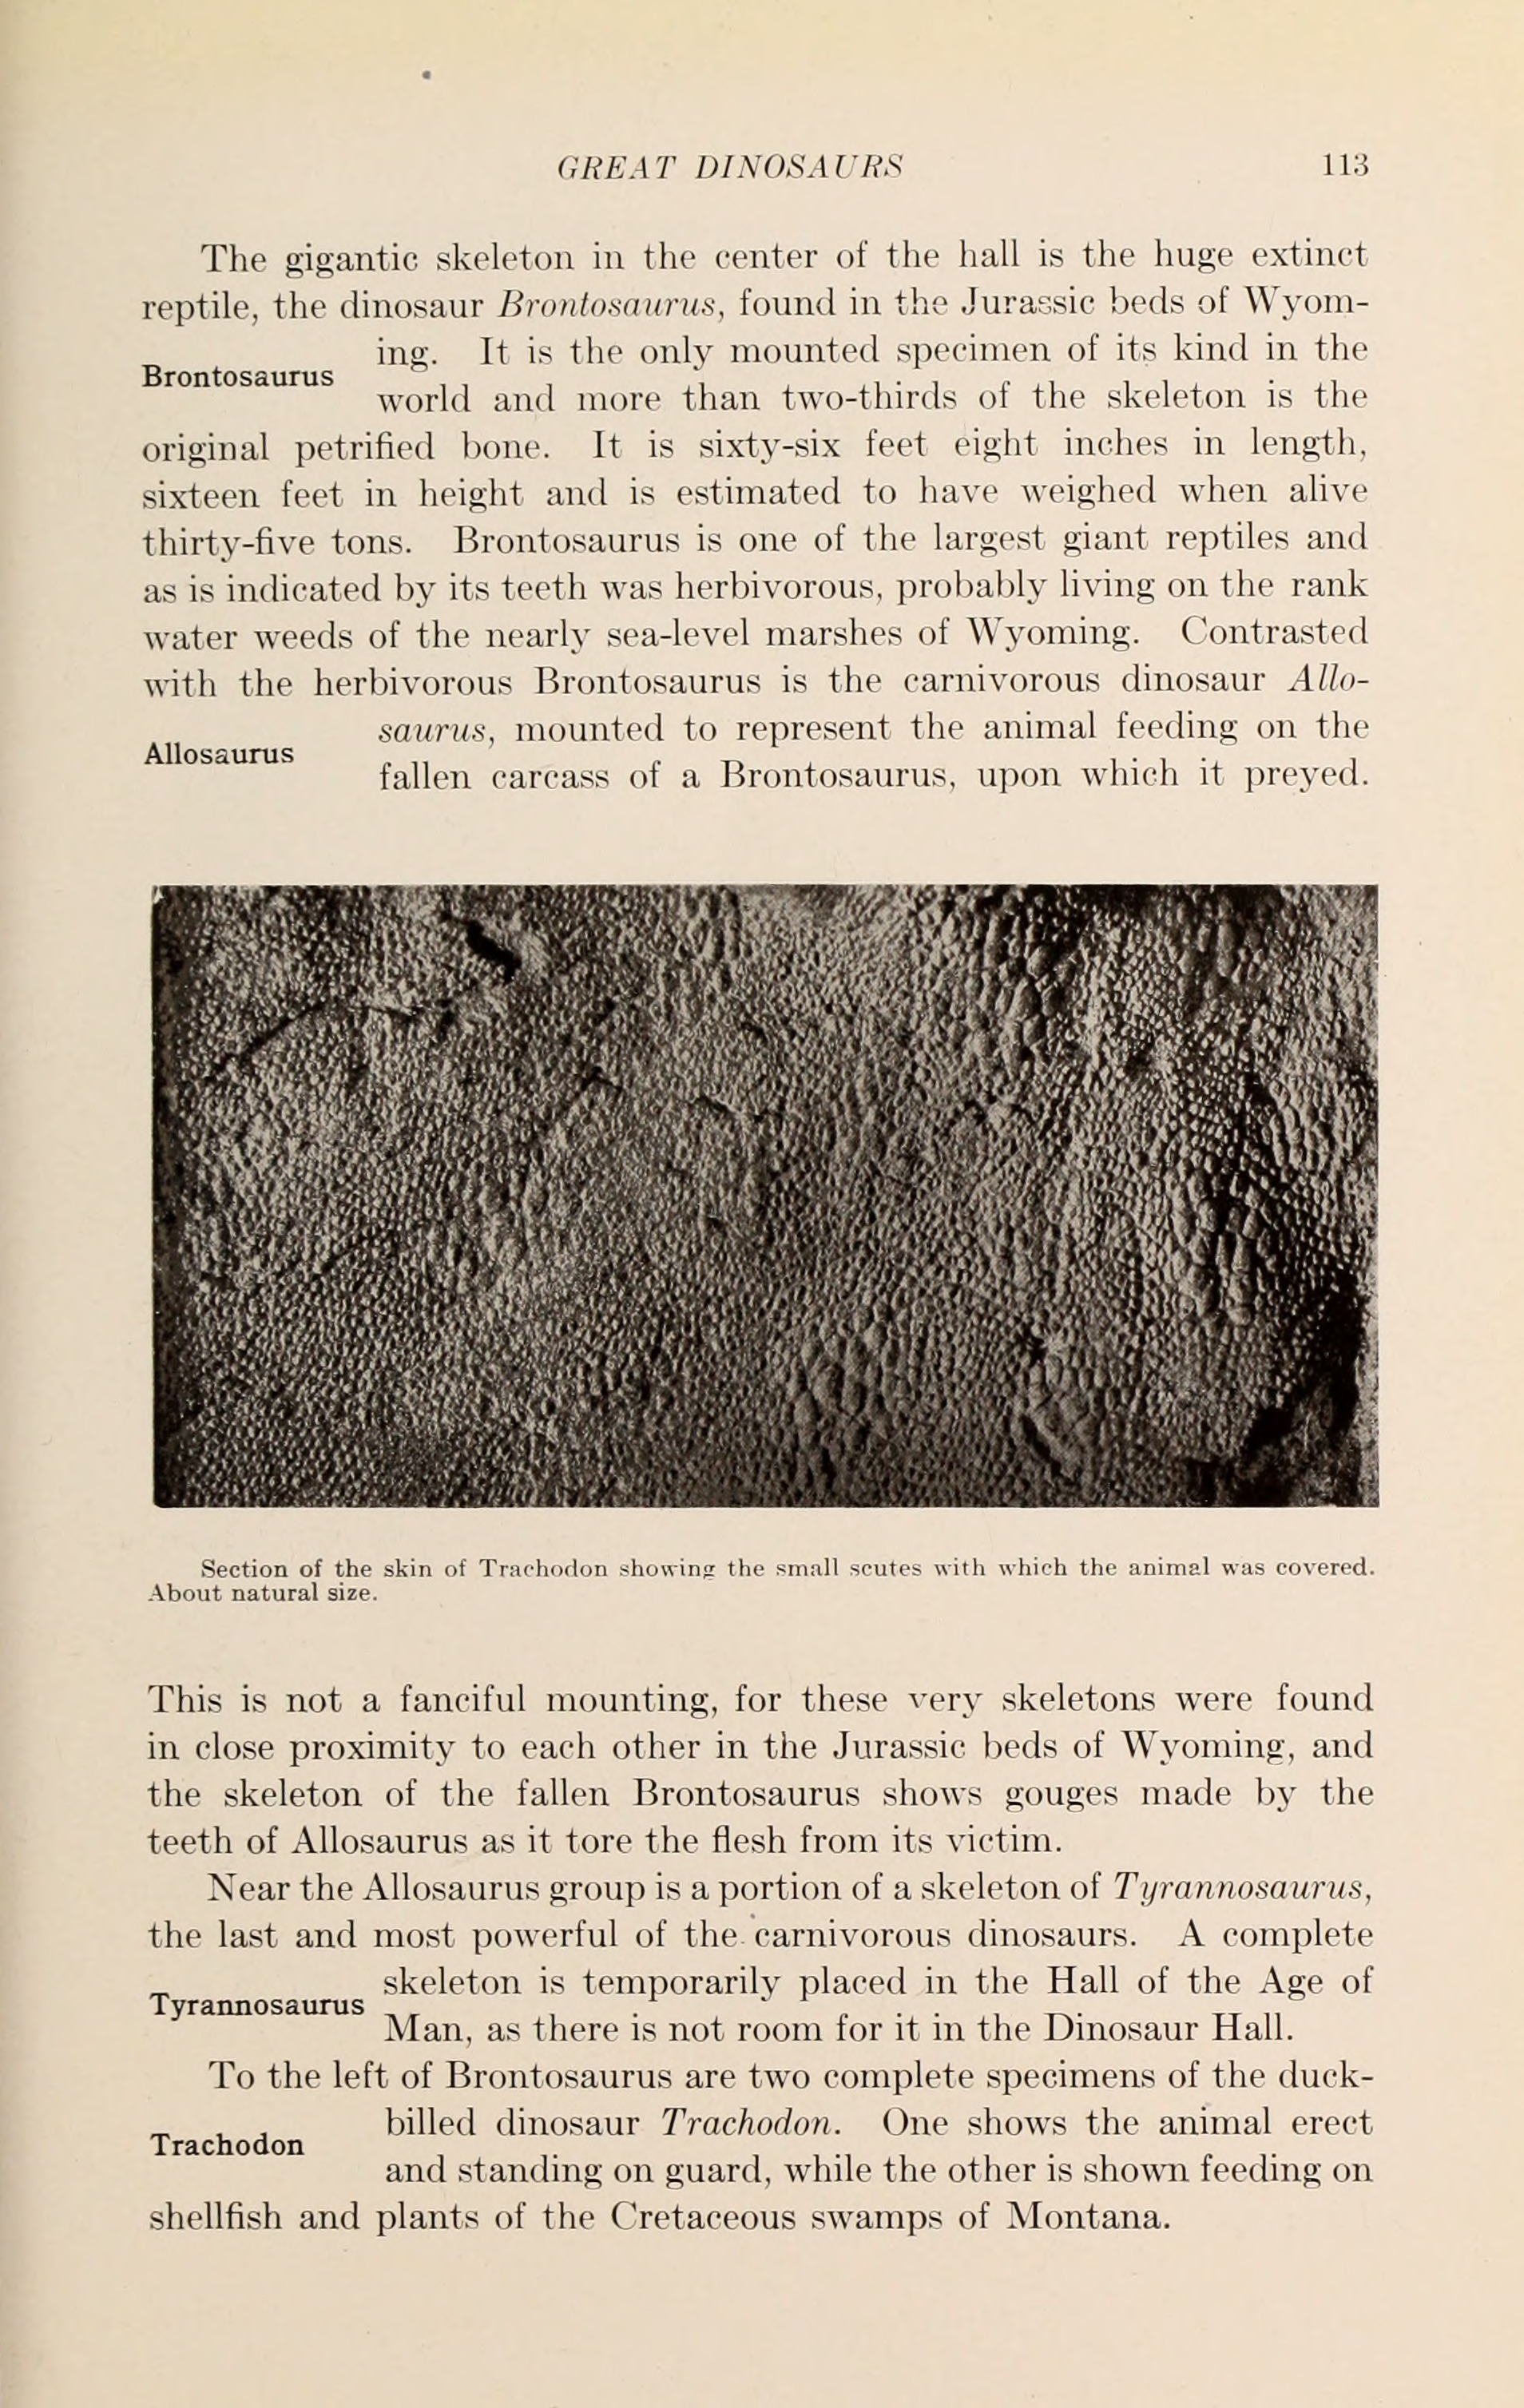 GREAT DINOSAURS 113
The gigantic skeleton in the center of the hall is the huge extinct
reptile, the dinosaur Brontosaurus, found in the Jurassic beds of Wyom-
Brontosaurus
ing. It is the only mounted specimen of its kind in the
world and more than two-thirds of the skeleton is the
original petrified bone. It is sixty-six feet eight inches in length,
sixteen feet in height and is estimated to have weighed when alive
thirty-five tons. Brontosaurus is one of the largest giant reptiles and
as is indicated by its teeth was herbivorous, probably living on the rank
water weeds of the nearly sea-level marshes of Wyoming. Contrasted
with the herbivorous Brontosaurus is the carnivorous dinosaur Allo-
Allosaurus
saurus, mounted to represent the animal feeding on the
fallen carcass of a Brontosaurus, upon which it preyed.
Section of the skin of Trachodon showing the small scutes with which the animal was covered.
About natural size.
This is not a fanciful mounting, for these very skeletons were found
in close proximity to each other in the Jurassic beds of Wyoming, and
the skeleton of the fallen Brontosaurus shows gouges made by the
teeth of Allosaurus as it tore the flesh from its victim.
Near the Allosaurus group is a portion of a skeleton of Tyrannosaurus,
the last and most powerful of the carnivorous dinosaurs. A complete
Tyrannosaurus
skeleton is temporarily placed in the Hall of the Age of
Man, as there is not room for it in the Dinosaur Hall.
To the left of Brontosaurus are two complete specimens of the duck-
Trachodon
billed dinosaur Trachodon. One shows the animal erect
and standing on guard, while the other is shown feeding on
shellfish and plants of the Cretaceous swamps of Montana.